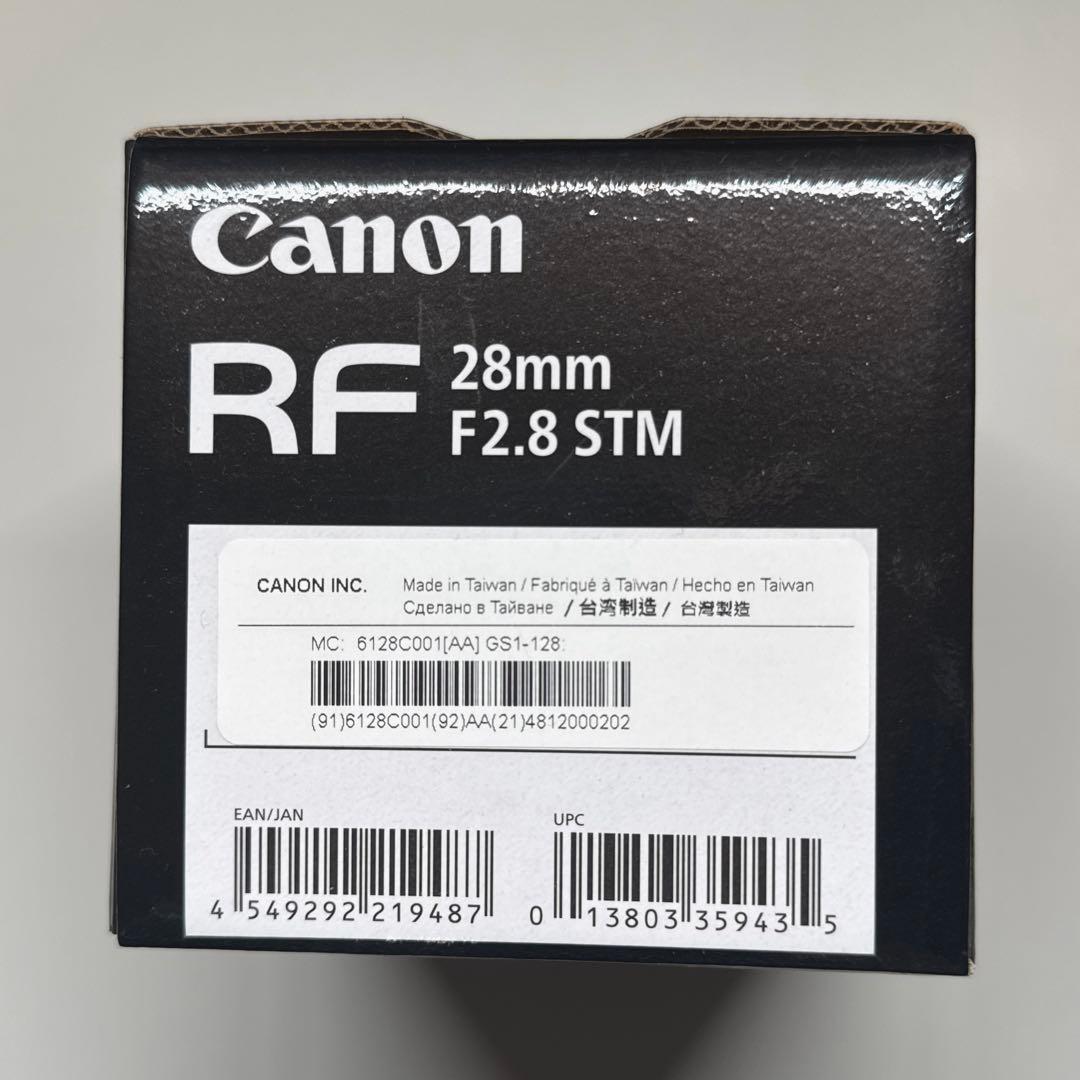 Canon
RF 28mm
F2.8 STM
CANON INC. Made in Taiwan / Fabriqué à Taïwan / Hecho en Taiwan
Сделано в Тайване / 台湾制造 / 台灣製造
MC: 6128C001[AA] GS1-128:
(91)6128C001(92)AA(21)4812000202
EAN/JAN
4 549292 219487
UPC
0 13803 35943 5